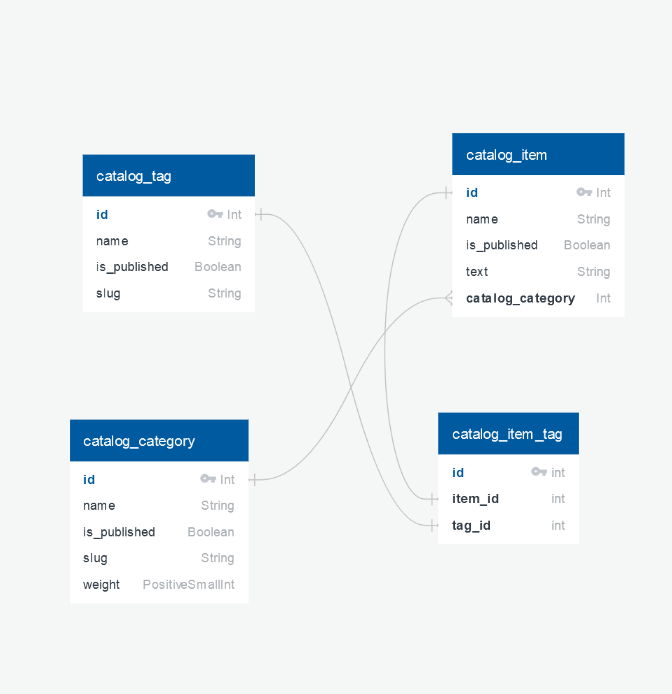 catalog_tag
id Int
name String
is_published Boolean
slug String
catalog_item
id Int
name String
is_published Boolean
text String
catalog_category Int
catalog_category
id Int
name String
is_published Boolean
slug String
weight PositiveSmallInt
catalog_item_tag
id int
item_id int
tag_id int